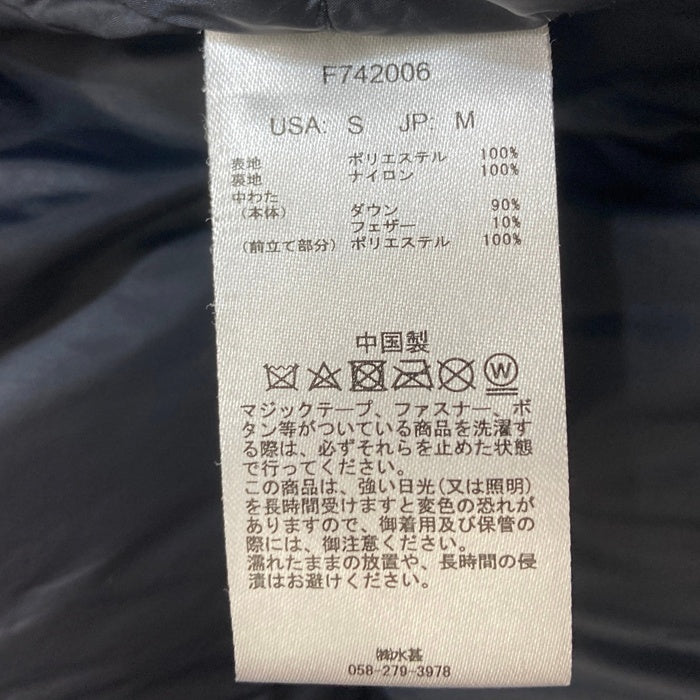 F742006
USA: S JP: M
表地 ポリエステル 100%
裏地 ナイロン 100%
中わた
(本体) ダウン 90%
フェザー 10%
(前立て部分) ポリエステル 100%
中国製
W
マジックテープ、ファスナー、ボ
タン等がついている商品を洗濯す
る際は、必ずそれらを止めた状態
で行ってください。
この商品は、強い日光(又は照明)
を長時間受けますと変色の恐れが
ありますので、御着用及び保管の
際には、御注意ください。
濡れたままの放置や、長時間の浸
漬はお避けください。
㈱水甚
058-279-3978